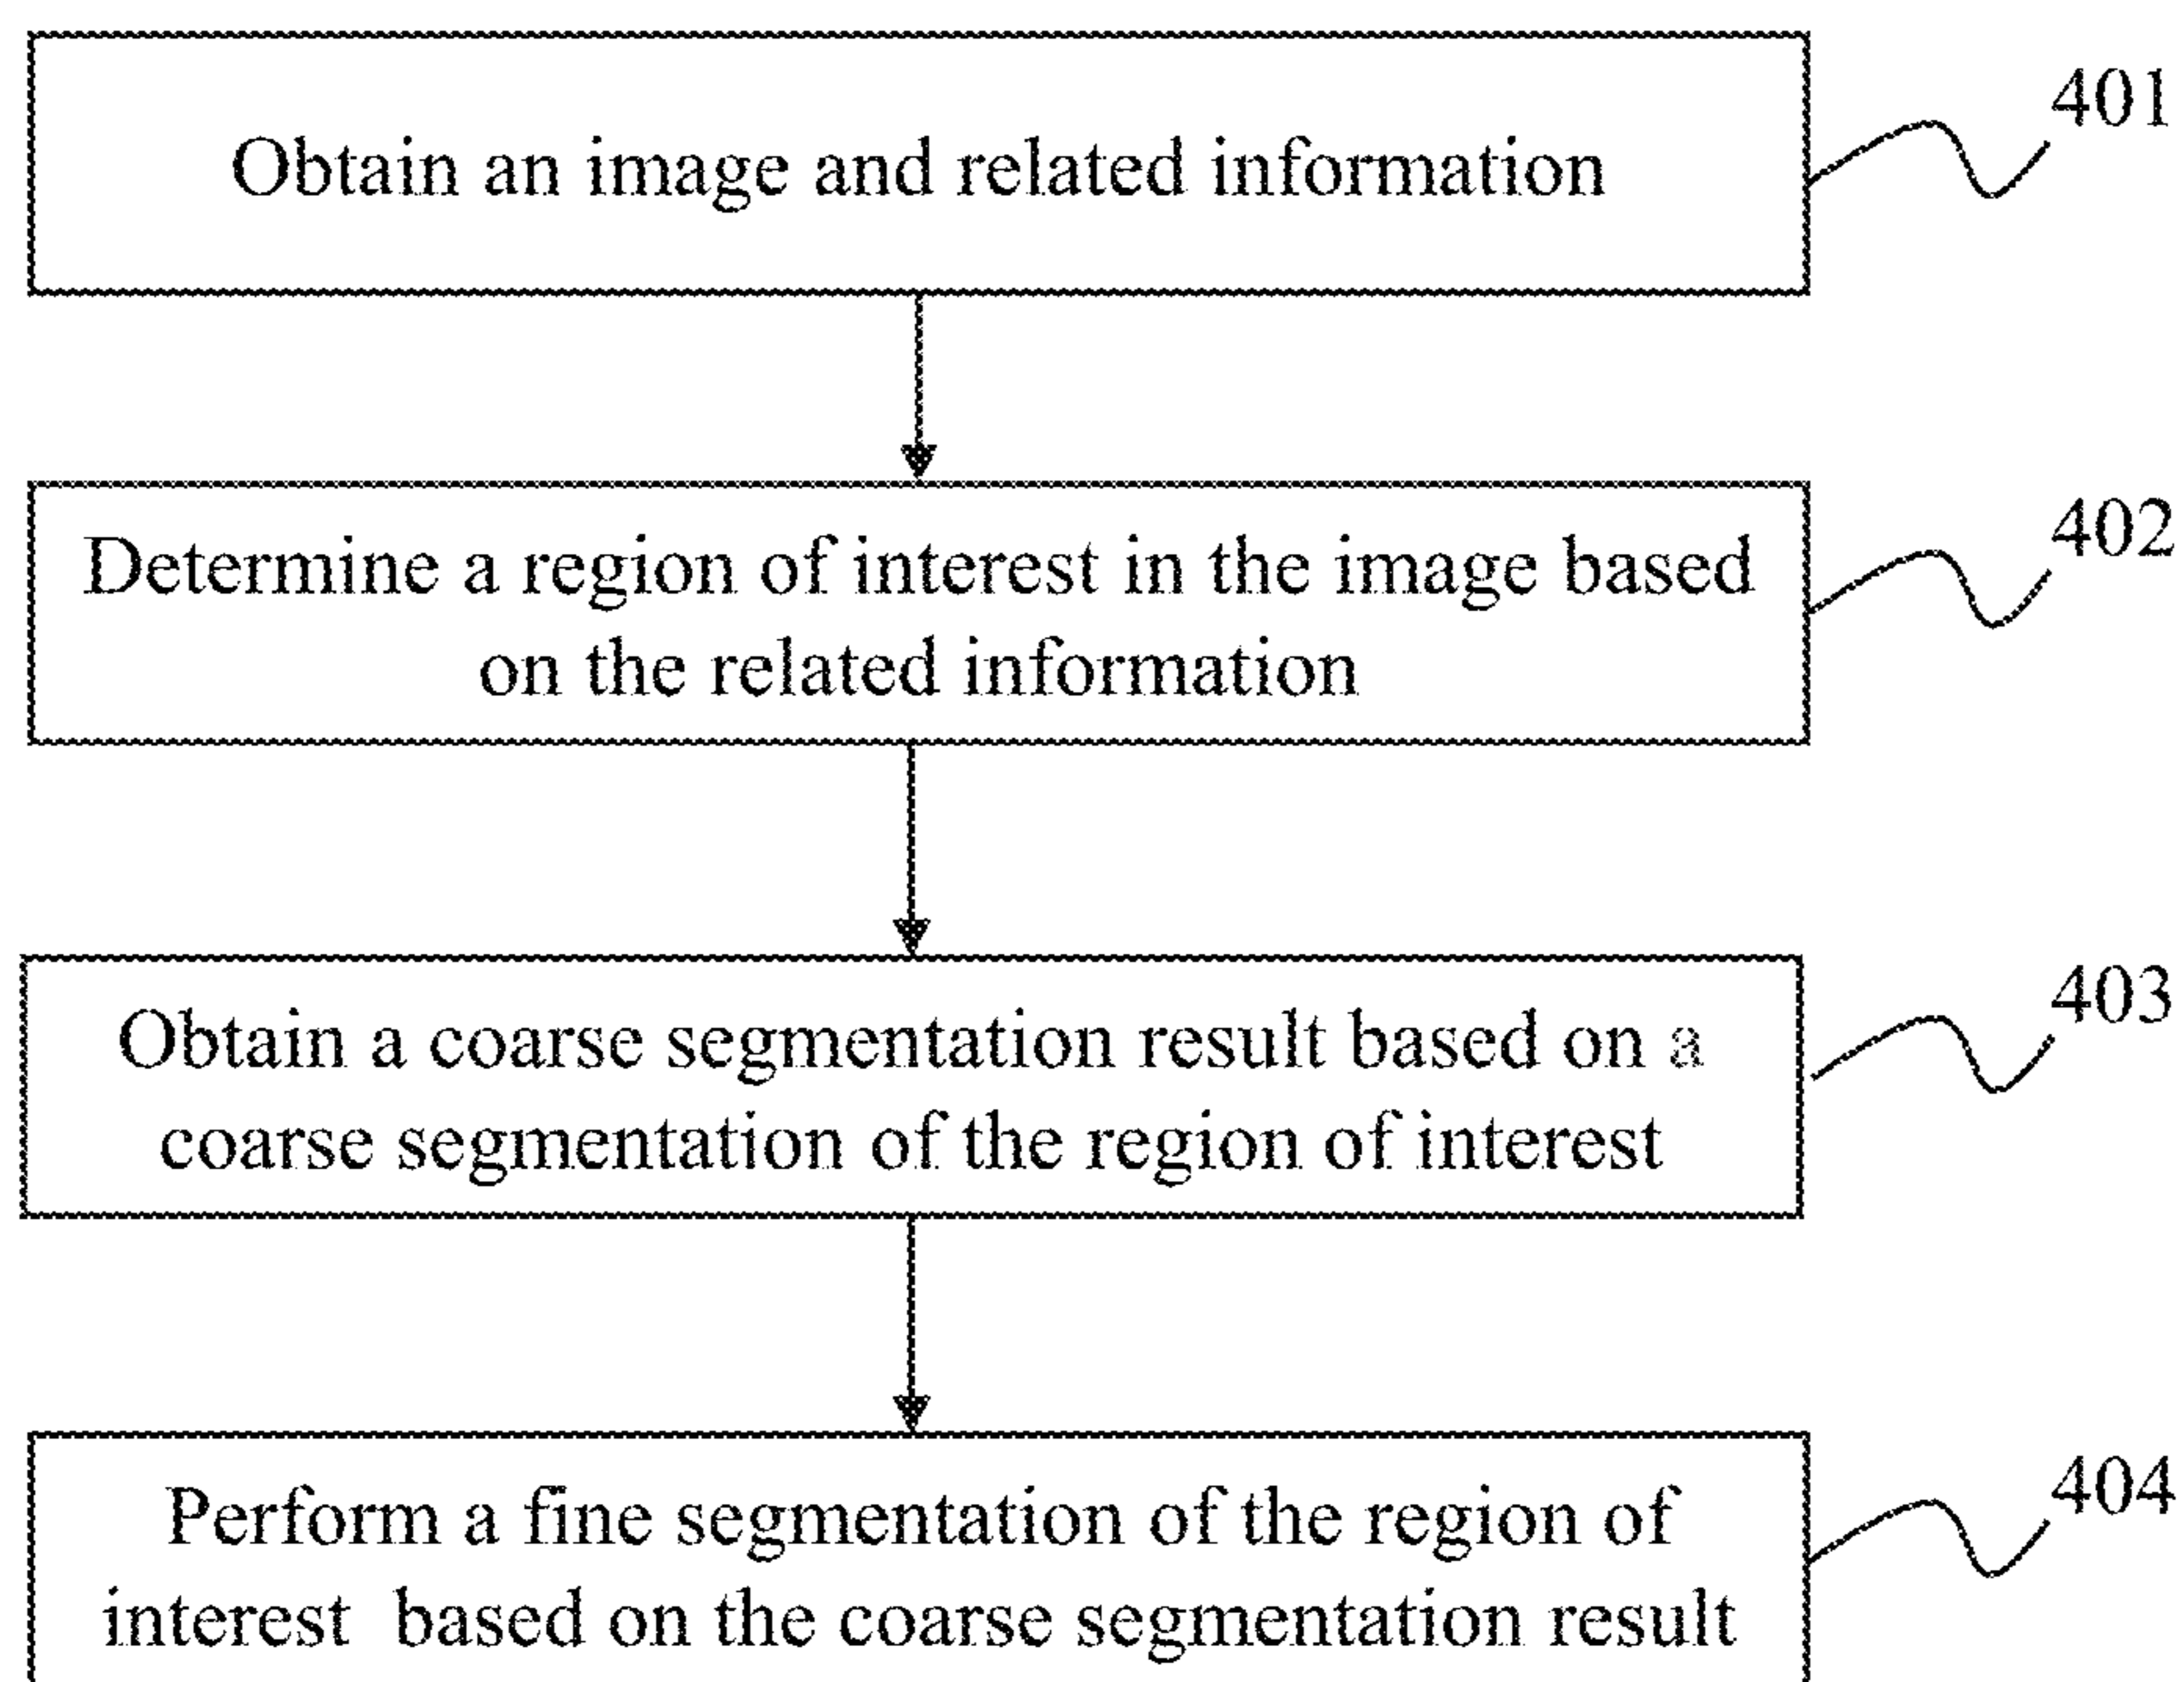 Obtain an image and related information
401
Determine a region of interest in the image based
on the related information
402
Obtain a coarse segmentation result based on a
coarse segmentation of the region of interest
403
Perform a fine segmentation of the region of
interest  based on the coarse segmentation result
404